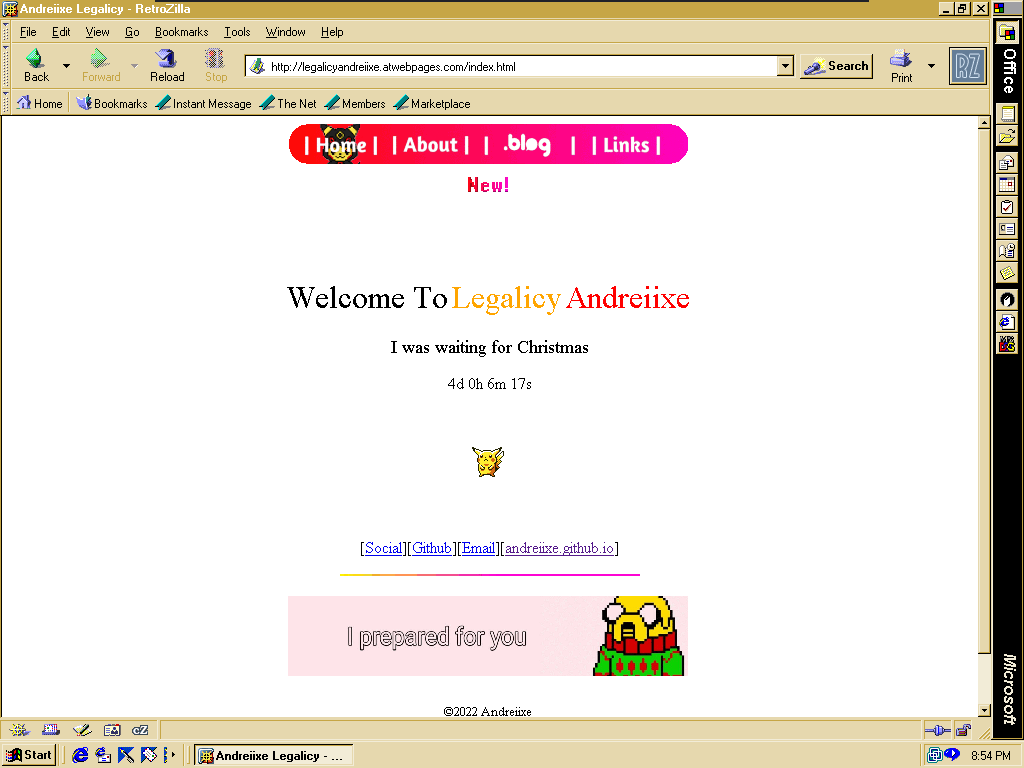 Andreiixe Legalicy - RetroZilla
File Edit View Go Bookmarks Tools Window Help
Back Forward Reload Stop http://legalicyandreiixe.atwebpages.com/index.html Search Print RZ
Home Bookmarks Instant Message The Net Members Marketplace
| Home | | About | | .blog | | Links |
New!
Welcome To Legalicy Andreiixe
I was waiting for Christmas
4d 0h 6m 17s
[Social][Github][Email][andreiixe.github.io]
I prepared for you
©2022 Andreiixe
Office
Microsoft
cZ
Start Andreiixe Legalicy - ... 8:54 PM